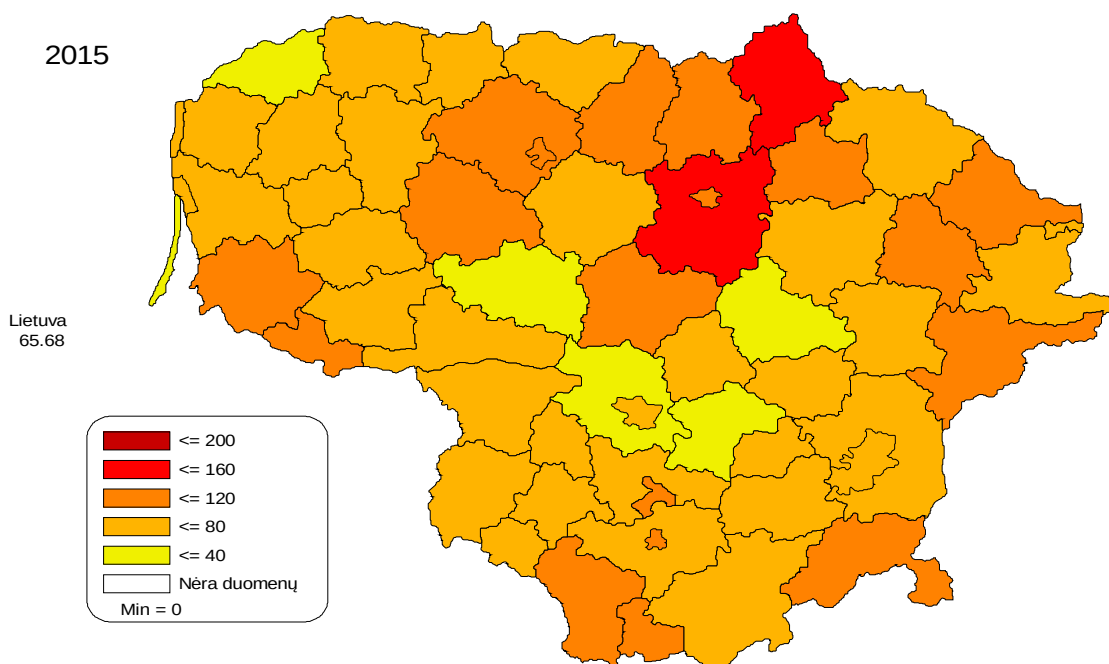 2015
Lietuva
65.68
<= 200
<= 160
<= 120
<= 80
<= 40
Nėra duomenų
Min = 0